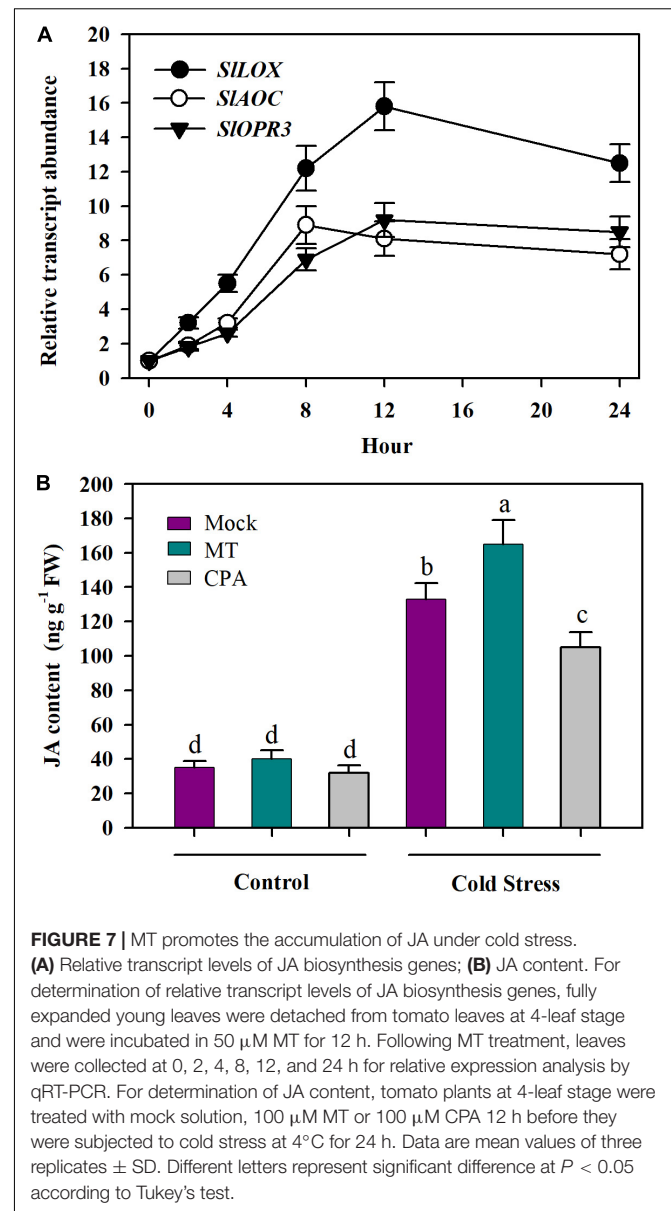 A
20
18
16
14
12
10
8
6
4
2
0
Relative transcript abundance
SlLOX
SlAOC
SlOPR3
0 4 8 12 16 20 24
Hour
B
200
180
160
140
120
100
80
60
40
20
0
JA content (ng g⁻¹ FW)
Mock
MT
CPA
d d d b a c
Control Cold Stress
FIGURE 7 | MT promotes the accumulation of JA under cold stress.
(A) Relative transcript levels of JA biosynthesis genes; (B) JA content. For
determination of relative transcript levels of JA biosynthesis genes, fully
expanded young leaves were detached from tomato leaves at 4-leaf stage
and were incubated in 50 μM MT for 12 h. Following MT treatment, leaves
were collected at 0, 2, 4, 8, 12, and 24 h for relative expression analysis by
qRT-PCR. For determination of JA content, tomato plants at 4-leaf stage were
treated with mock solution, 100 μM MT or 100 μM CPA 12 h before they
were subjected to cold stress at 4°C for 24 h. Data are mean values of three
replicates ± SD. Different letters represent significant difference at P < 0.05
according to Tukey's test.